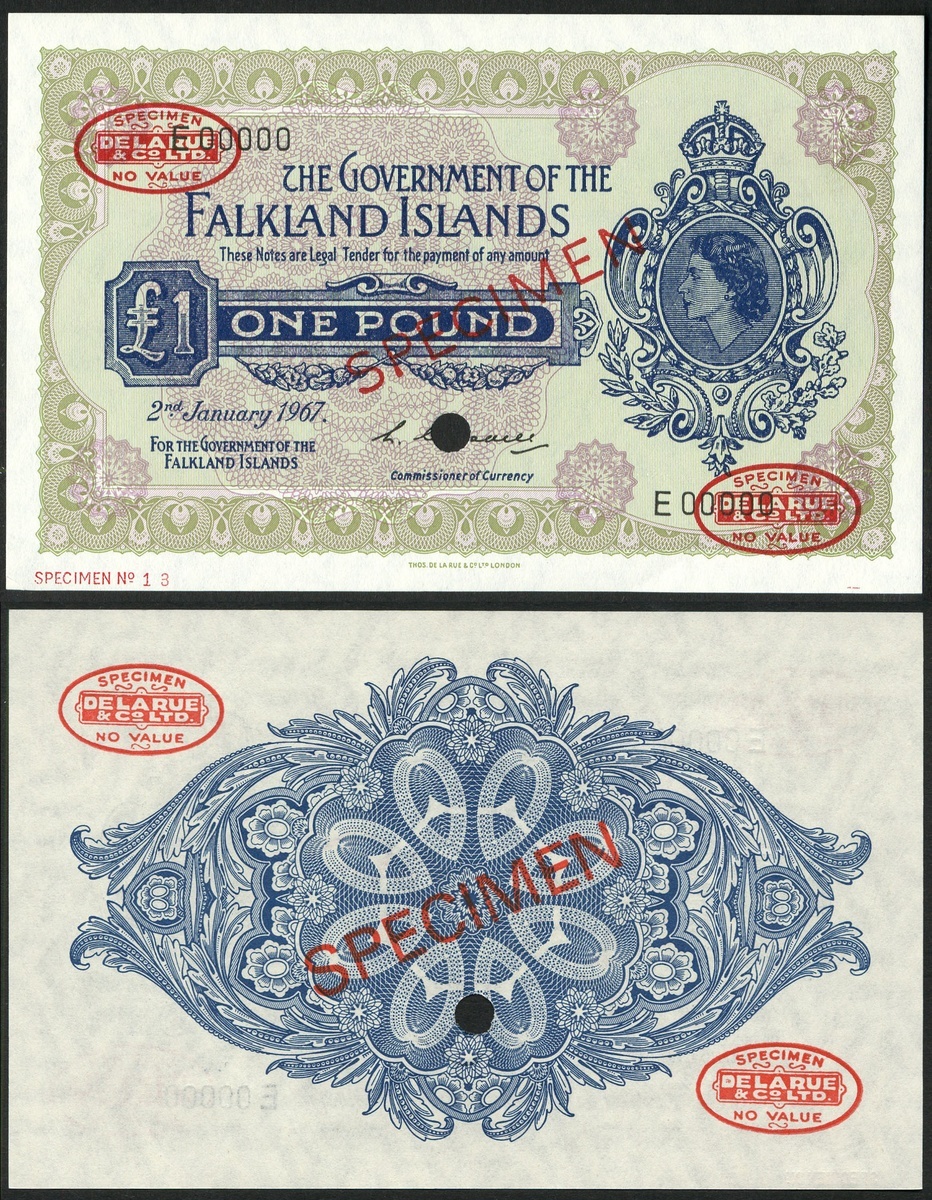 SPECIMEN
DE LA RUE
& CO LTD.
NO VALUE
E 00000
THE GOVERNMENT OF THE
FALKLAND ISLANDS
These Notes are Legal Tender for the payment of any amount
SPECIMEN
£1
ONE POUND
2nd January 1967.
FOR THE GOVERNMENT OF THE
FALKLAND ISLANDS
Commissioner of Currency
E 00000
SPECIMEN
DE LA RUE
& CO LTD.
NO VALUE
THOS. DE LA RUE & CO LTD LONDON
SPECIMEN Nº 1 3
SPECIMEN
DE LA RUE
& CO LTD.
NO VALUE
SPECIMEN
E 00000
SPECIMEN
DE LA RUE
& CO LTD.
NO VALUE